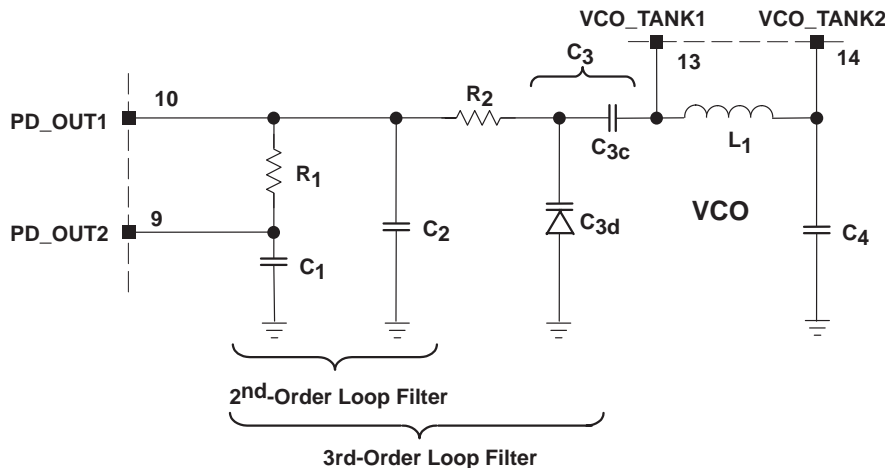 VCO_TANK1
VCO_TANK2
C3
13
14
10
R2
PD_OUT1
C3c
L1
R1
9
VCO
PD_OUT2
C2
C3d
C4
C1
2nd-Order Loop Filter
3rd-Order Loop Filter